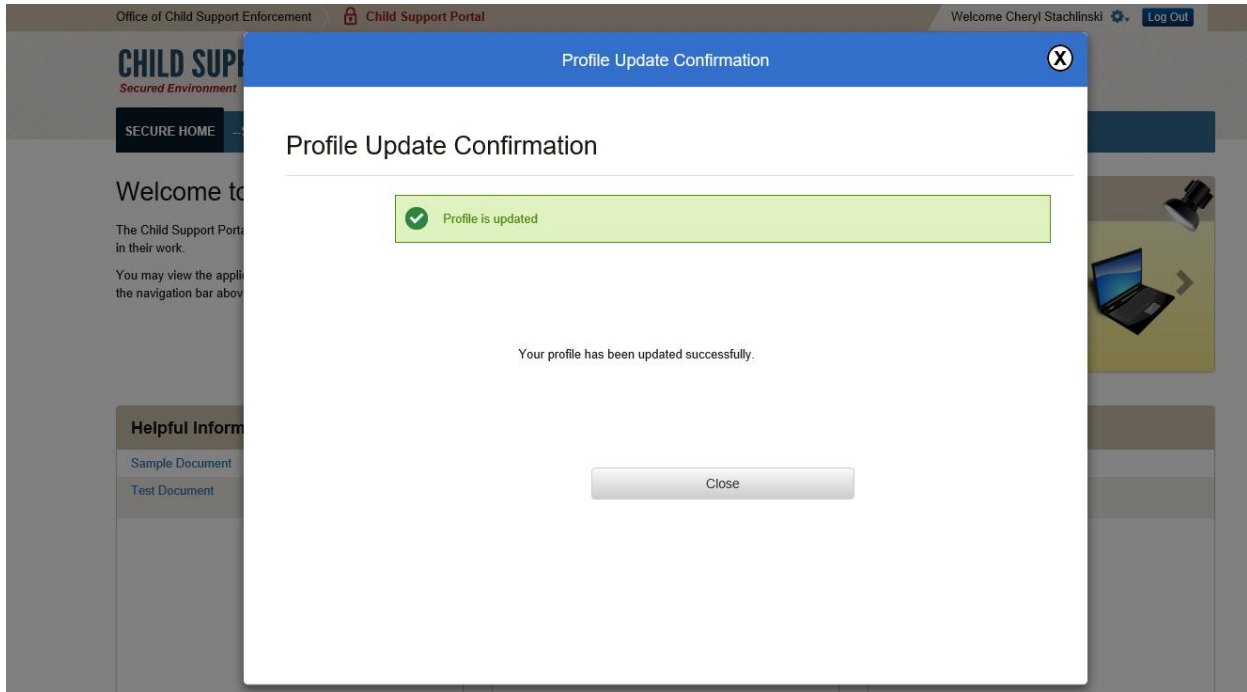 Office of Child Support Enforcement
Child Support Portal
Welcome Cheryl Stachlinski
Log Out
CHILD SUPP
Secured Environment
Profile Update Confirmation
X
SECURE HOME
Profile Update Confirmation
Welcome to
Profile is updated
The Child Support Porta
in their work.
You may view the appli
the navigation bar abov
Your profile has been updated successfully.
Helpful Inform
Sample Document
Test Document
Close